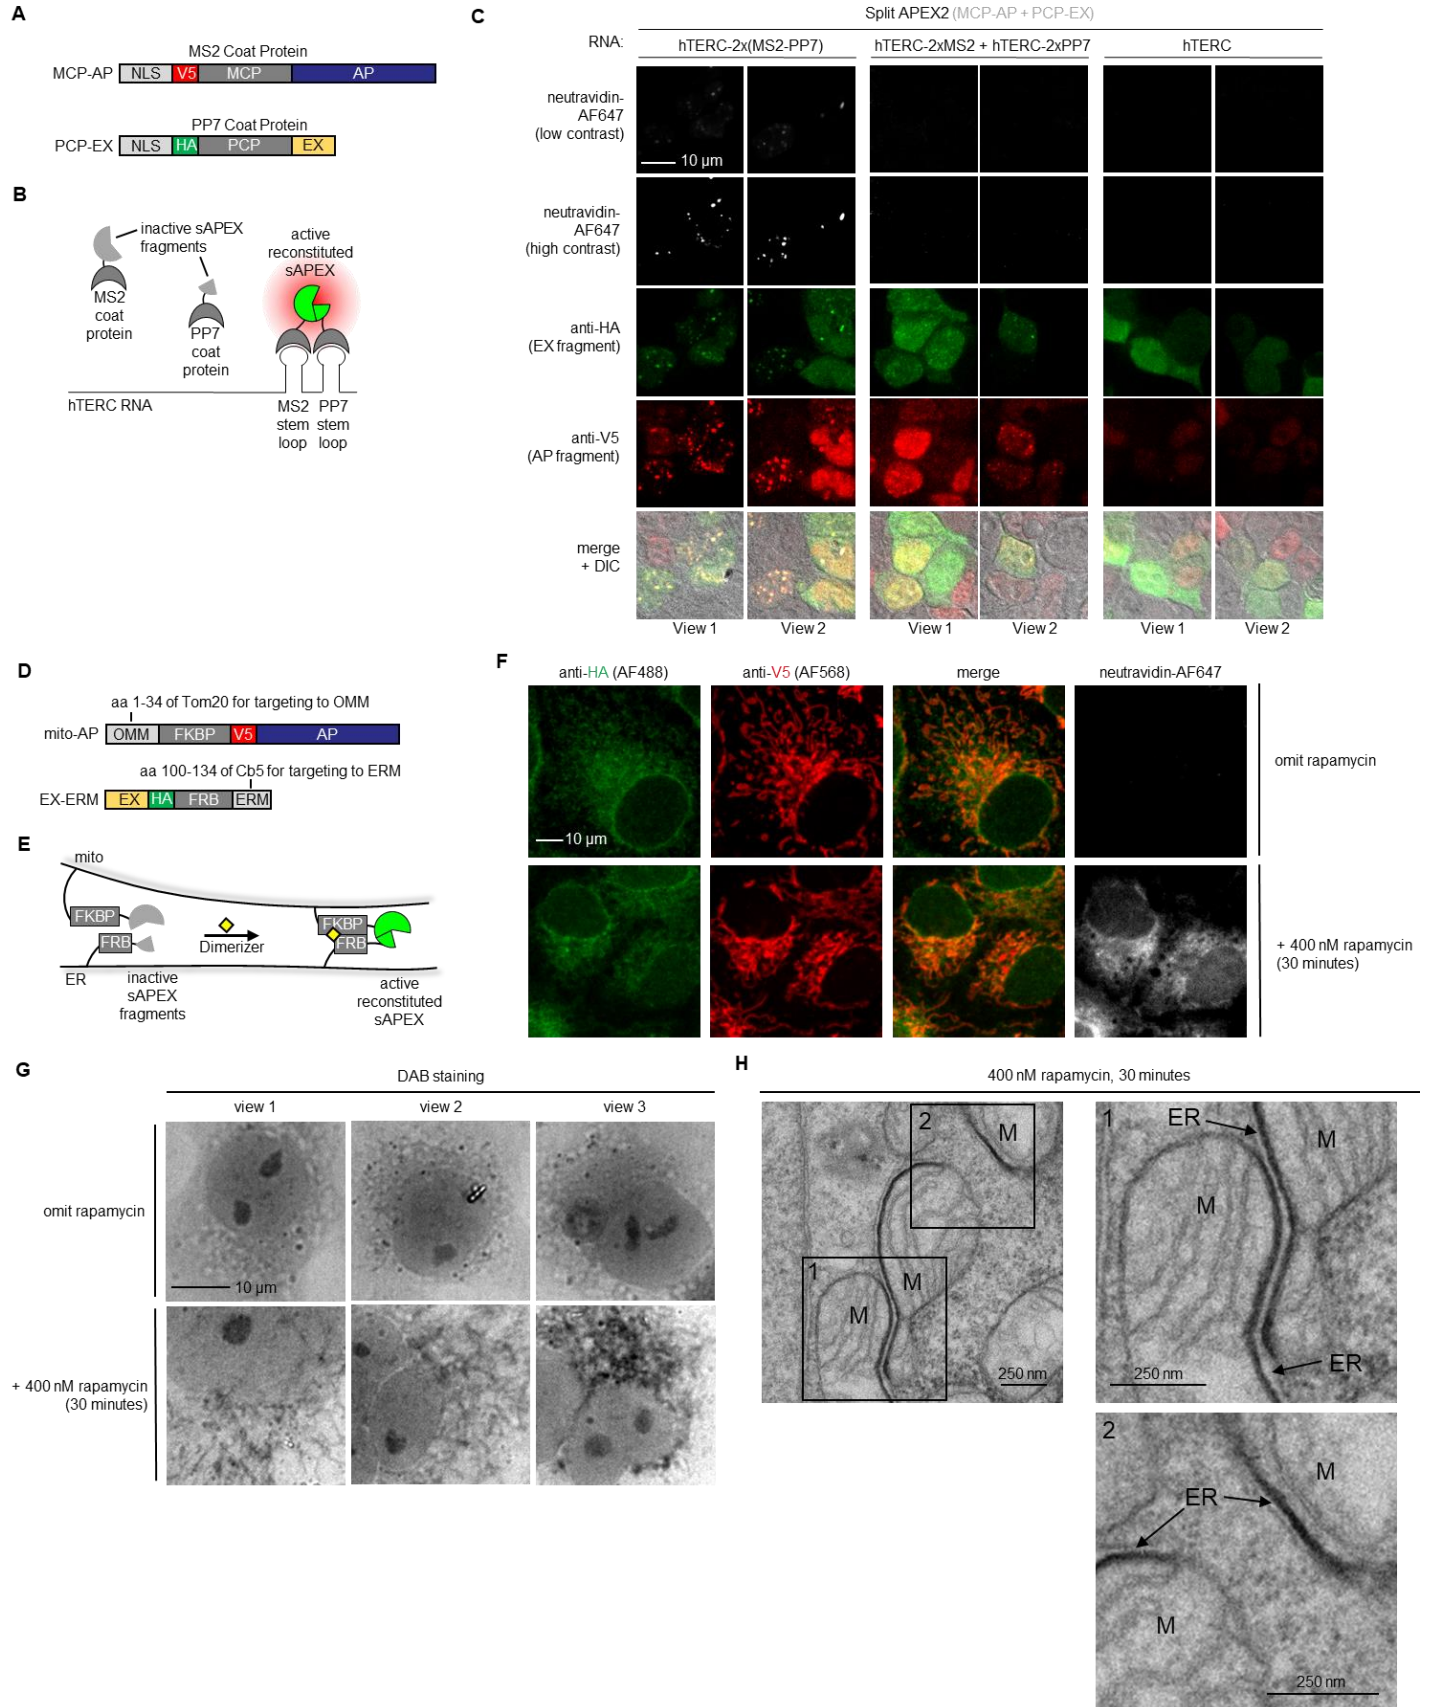 A
MS2 Coat Protein
MCP-AP
NLS
V5
MCP
AP
PP7 Coat Protein
PCP-EX
NLS
HA
PCP
EX
B
inactive sAPEX
fragments
active
reconstituted
sAPEX
MS2
coat
protein
PP7
coat
protein
hTERC RNA
MS2
stem
loop
PP7
stem
loop
C
Split APEX2 (MCP-AP + PCP-EX)
RNA:
hTERC-2x(MS2-PP7)
hTERC-2xMS2 + hTERC-2xPP7
hTERC
neutravidin-
AF647
(low contrast)
10 µm
neutravidin-
AF647
(high contrast)
anti-HA
(EX fragment)
anti-V5
(AP fragment)
merge
+ DIC
View 1
View 2
View 1
View 2
View 1
View 2
D
aa 1-34 of Tom20 for targeting to OMM
mito-AP
OMM
FKBP
V5
AP
aa 100-134 of Cb5 for targeting to ERM
EX-ERM
EX
HA
FRB
ERM
E
mito
FKBP
FRB
Dimerizer
FKBP
FRB
ER
inactive
sAPEX
fragments
active
reconstituted
sAPEX
F
anti-HA (AF488)
anti-V5 (AF568)
merge
neutravidin-AF647
10 µm
omit rapamycin
+ 400 nM rapamycin
(30 minutes)
G
DAB staining
view 1
view 2
view 3
omit rapamycin
10 µm
+ 400 nM rapamycin
(30 minutes)
H
400 nM rapamycin, 30 minutes
2
M
1
M
M
250 nm
1
ER
M
M
ER
250 nm
2
M
ER
M
250 nm